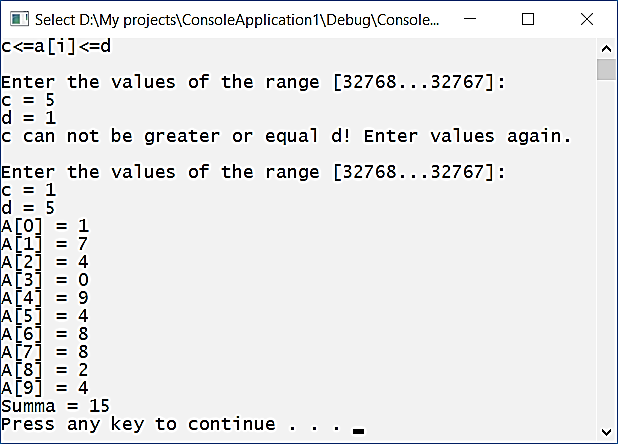 Select D:\My projects\ConsoleApplication1\Debug\Console...
c<=a[i]<=d
Enter the values of the range [32768...32767]:
c = 5
d = 1
c can not be greater or equal d! Enter values again.
Enter the values of the range [32768...32767]:
c = 1
d = 5
A[0] = 1
A[1] = 7
A[2] = 4
A[3] = 0
A[4] = 9
A[5] = 4
A[6] = 8
A[7] = 8
A[8] = 2
A[9] = 4
Summa = 15
Press any key to continue . . .